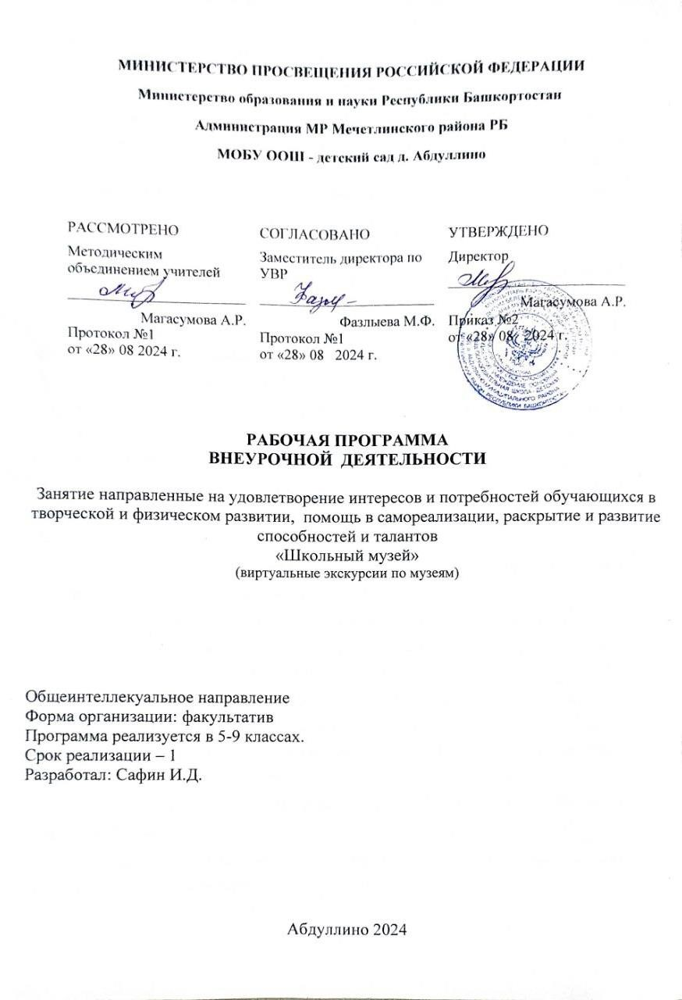 МИНИСТЕРСТВО ПРОСВЕЩЕНИЯ РОССИЙСКОЙ ФЕДЕРАЦИИ
Министерство образования и науки Республики Башкортостан
Администрация МР Мечетлинского района РБ
МОБУ ООШ - детский сад д. Абдуллино
РАССМОТРЕНО
Методическим
объединением учителей
Магасумова А.Р.
Протокол №1
от «28» 08 2024 г.
СОГЛАСОВАНО
Заместитель директора по
УВР
Фазлыева М.Ф.
Протокол №1
от «28» 08 2024 г.
УТВЕРЖДЕНО
Директор
Магасумова А.Р.
Приказ №2
от «28» 08 2024 г.
РАБОЧАЯ ПРОГРАММА
ВНЕУРОЧНОЙ ДЕЯТЕЛЬНОСТИ
Занятие направленные на удовлетворение интересов и потребностей обучающихся в
творческой и физическом развитии, помощь в самореализации, раскрытие и развитие
способностей и талантов
«Школьный музей»
(виртуальные экскурсии по музеям)
Общеинтеллекуальное направление
Форма организации: факультатив
Программа реализуется в 5-9 классах.
Срок реализации – 1
Разработал: Сафин И.Д.
Абдуллино 2024